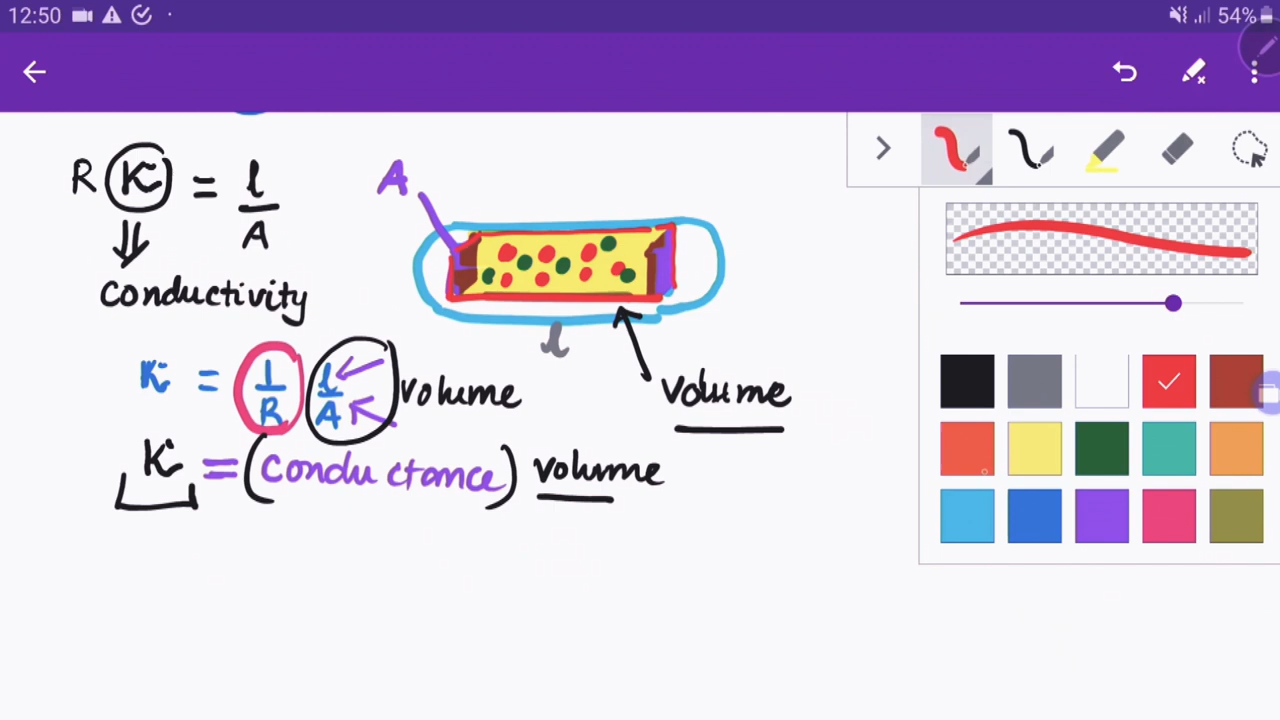 12:50 54%
R K = l/A
A
Conductivity
l
K = 1/R l/A volume
volume
K = (Conductance) volume